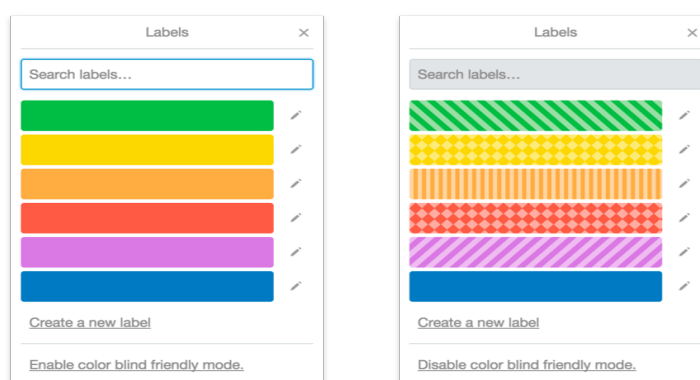 Labels ×
Search labels…
Create a new label
Enable color blind friendly mode.
Labels ×
Search labels…
Create a new label
Disable color blind friendly mode.